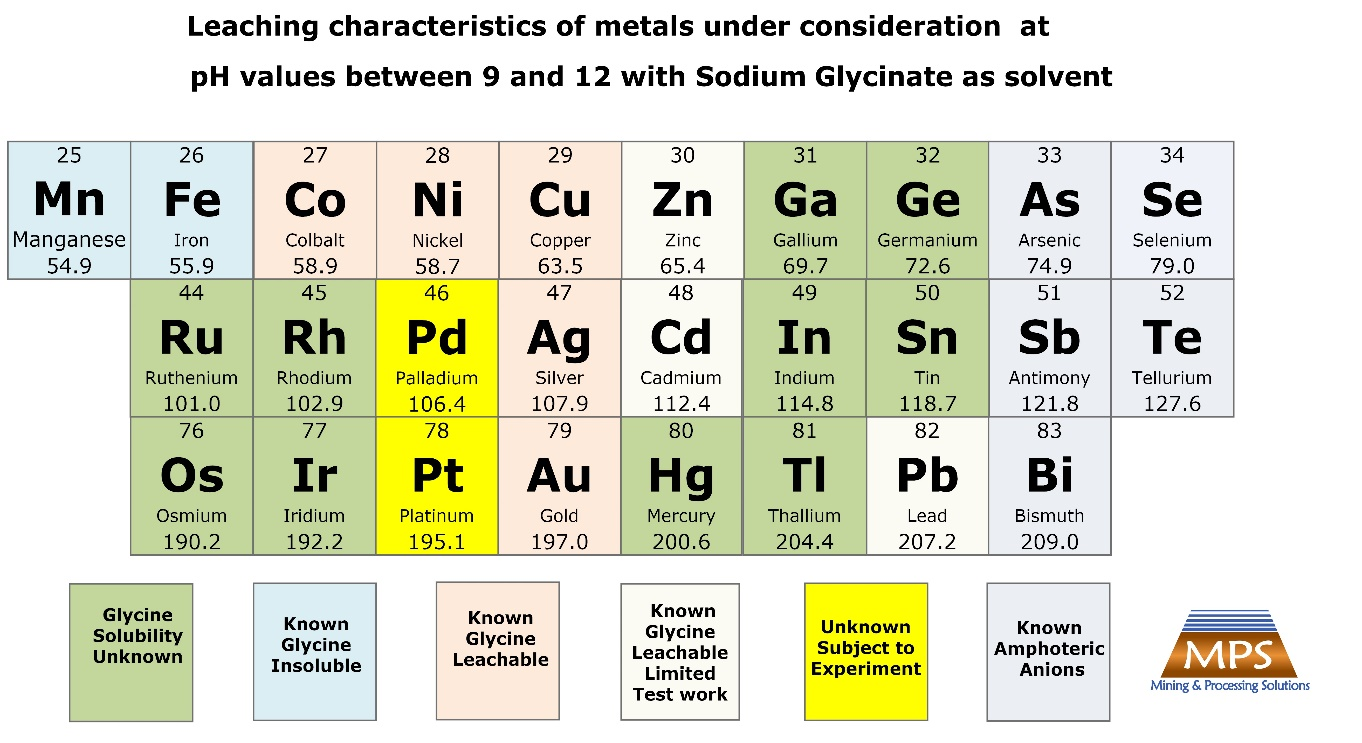 Leaching characteristics of metals under consideration at
pH values between 9 and 12 with Sodium Glycinate as solvent
25 26 27 28 29 30 31 32 33 34
Mn Fe Co Ni Cu Zn Ga Ge As Se
Manganese Iron Colbalt Nickel Copper Zinc Gallium Germanium Arsenic Selenium
54.9 55.9 58.9 58.7 63.5 65.4 69.7 72.6 74.9 79.0
44 45 46 47 48 49 50 51 52
Ru Rh Pd Ag Cd In Sn Sb Te
Ruthenium Rhodium Palladium Silver Cadmium Indium Tin Antimony Tellurium
101.0 102.9 106.4 107.9 112.4 114.8 118.7 121.8 127.6
76 77 78 79 80 81 82 83
Os Ir Pt Au Hg Tl Pb Bi
Osmium Iridium Platinum Gold Mercury Thallium Lead Bismuth
190.2 192.2 195.1 197.0 200.6 204.4 207.2 209.0
Glycine
Solubility
Unknown
Known
Glycine
Insoluble
Known
Glycine
Leachable
Known
Glycine
Leachable
Limited
Test work
Unknown
Subject to
Experiment
Known
Amphoteric
Anions
MPS
Mining & Processing Solutions